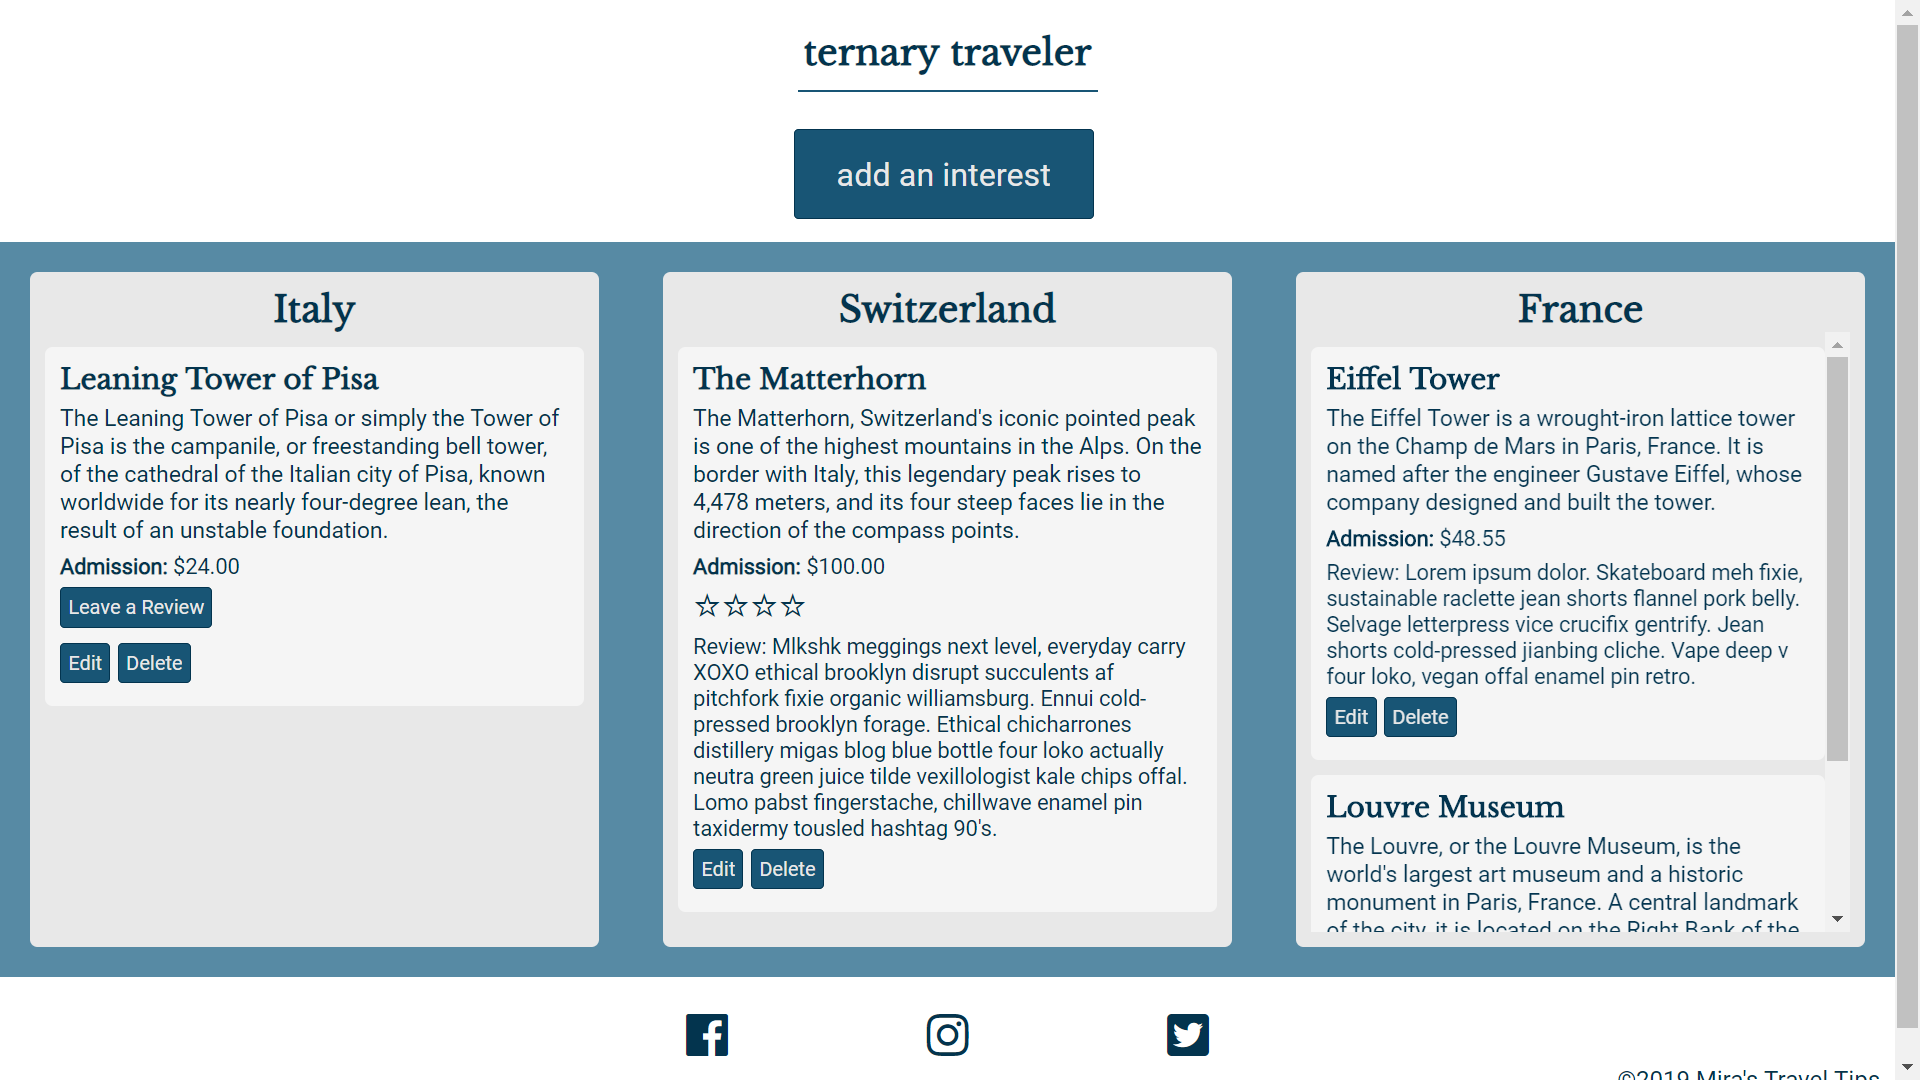 ternary traveler
add an interest
Italy
Leaning Tower of Pisa
The Leaning Tower of Pisa or simply the Tower of
Pisa is the campanile, or freestanding bell tower,
of the cathedral of the Italian city of Pisa, known
worldwide for its nearly four-degree lean, the
result of an unstable foundation.
Admission: $24.00
Leave a Review
Edit Delete
Switzerland
The Matterhorn
The Matterhorn, Switzerland's iconic pointed peak
is one of the highest mountains in the Alps. On the
border with Italy, this legendary peak rises to
4,478 meters, and its four steep faces lie in the
direction of the compass points.
Admission: $100.00
☆☆☆☆
Review: Mlkshk meggings next level, everyday carry
XOXO ethical brooklyn disrupt succulents af
pitchfork fixie organic williamsburg. Ennui cold-
pressed brooklyn forage. Ethical chicharrones
distillery migas blog blue bottle four loko actually
neutra green juice tilde vexillologist kale chips offal.
Lomo pabst fingerstache, chillwave enamel pin
taxidermy tousled hashtag 90's.
Edit Delete
France
Eiffel Tower
The Eiffel Tower is a wrought-iron lattice tower
on the Champ de Mars in Paris, France. It is
named after the engineer Gustave Eiffel, whose
company designed and built the tower.
Admission: $48.55
Review: Lorem ipsum dolor. Skateboard meh fixie,
sustainable raclette jean shorts flannel pork belly.
Selvage letterpress vice crucifix gentrify. Jean
shorts cold-pressed jianbing cliche. Vape deep v
four loko, vegan offal enamel pin retro.
Edit Delete
Louvre Museum
The Louvre, or the Louvre Museum, is the
world's largest art museum and a historic
monument in Paris, France. A central landmark
of the city, it is located on the Right Bank of the
©2019 Mira's Travel Tips